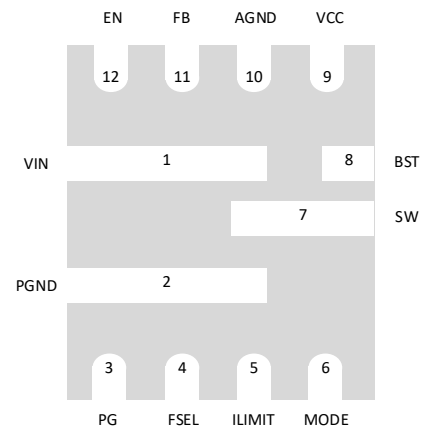 EN FB AGND VCC
12 11 10 9
VIN 1 8 BST
7 SW
PGND 2
3 4 5 6
PG FSEL ILIMIT MODE